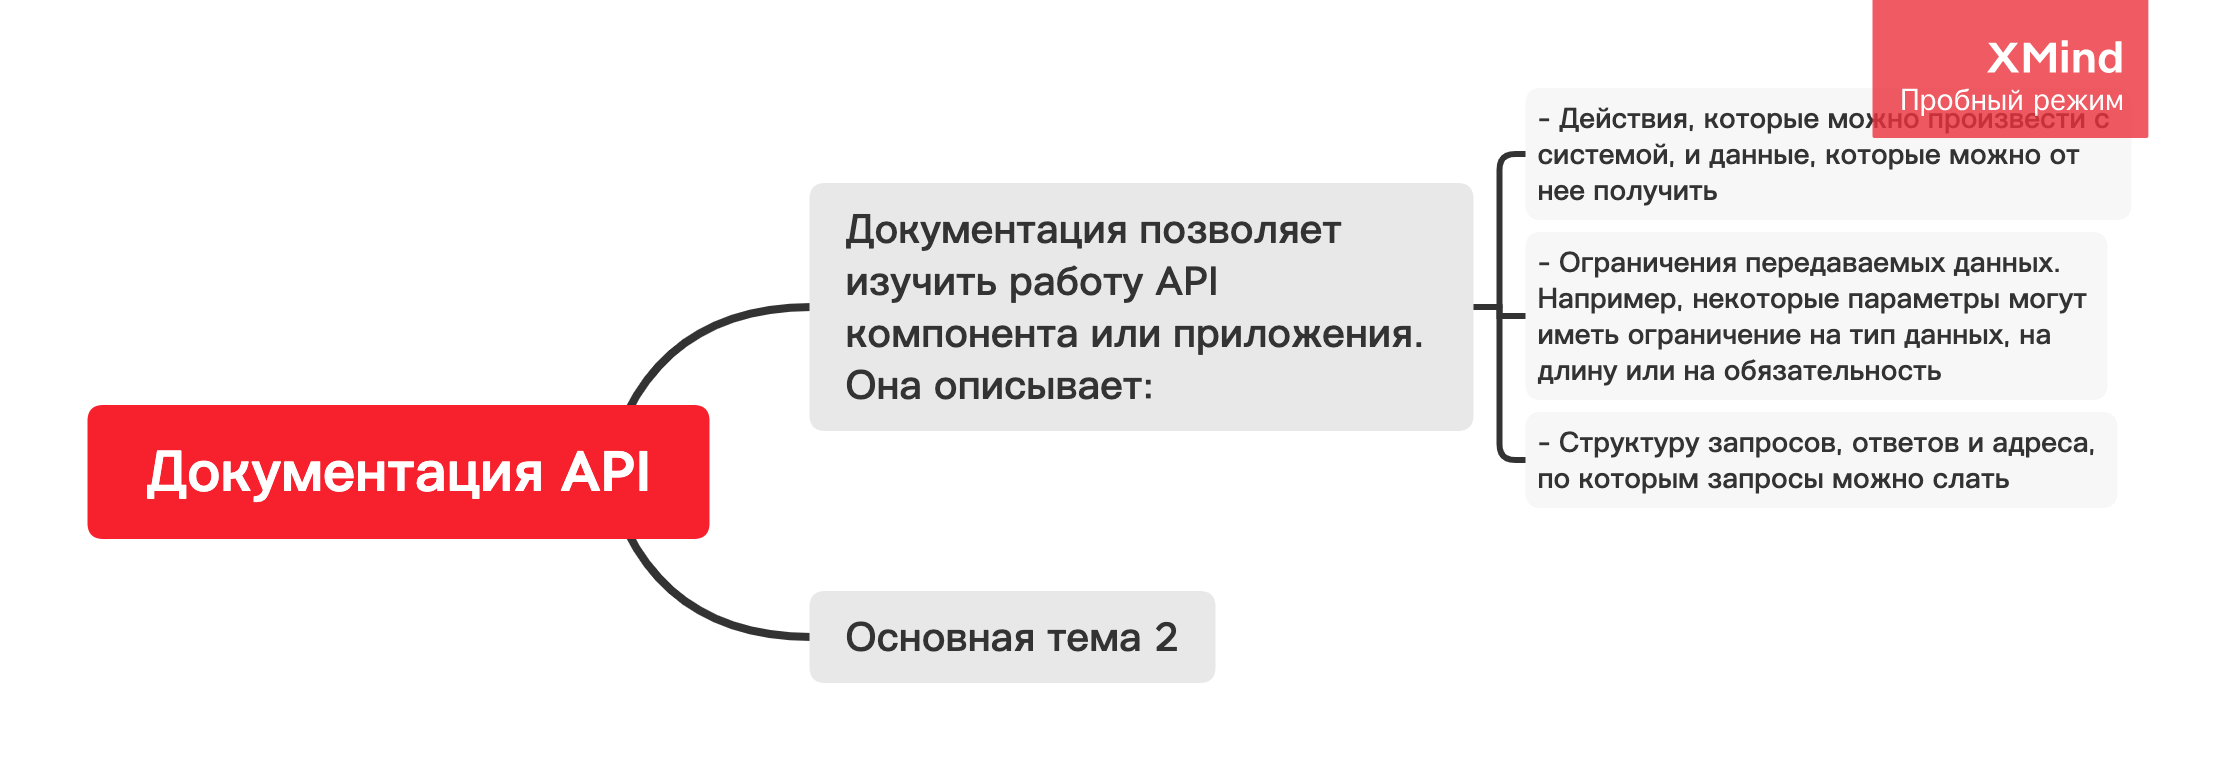 XMind
Пробный режим
- Действия, которые можно произвести с
системой, и данные, которые можно от
нее получить
Документация позволяет
изучить работу API
компонента или приложения.
Она описывает:
- Ограничения передаваемых данных.
Например, некоторые параметры могут
иметь ограничение на тип данных, на
длину или на обязательность
- Структуру запросов, ответов и адреса,
по которым запросы можно слать
Документация API
Основная тема 2